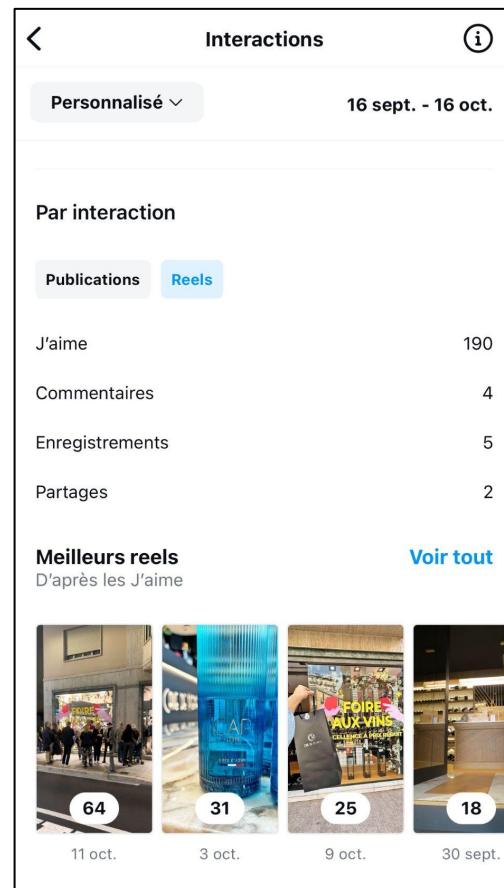 Interactions
Personnalisé
16 sept. - 16 oct.
Par interaction
Publications
Reels
J'aime 190
Commentaires 4
Enregistrements 5
Partages 2
Meilleurs reels
Voir tout
D'après les J'aime
FOIRE
FOIRE
AUX VINS
64
31
25
18
11 oct.
3 oct.
9 oct.
30 sept.